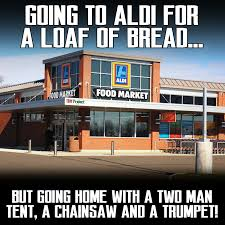 GOING TO ALDI FOR
A LOAF OF BREAD...
ALDI
FOOD MARKET
FOOD MARKET
BUT GOING HOME WITH A TWO MAN
TENT, A CHAINSAW AND A TRUMPET!